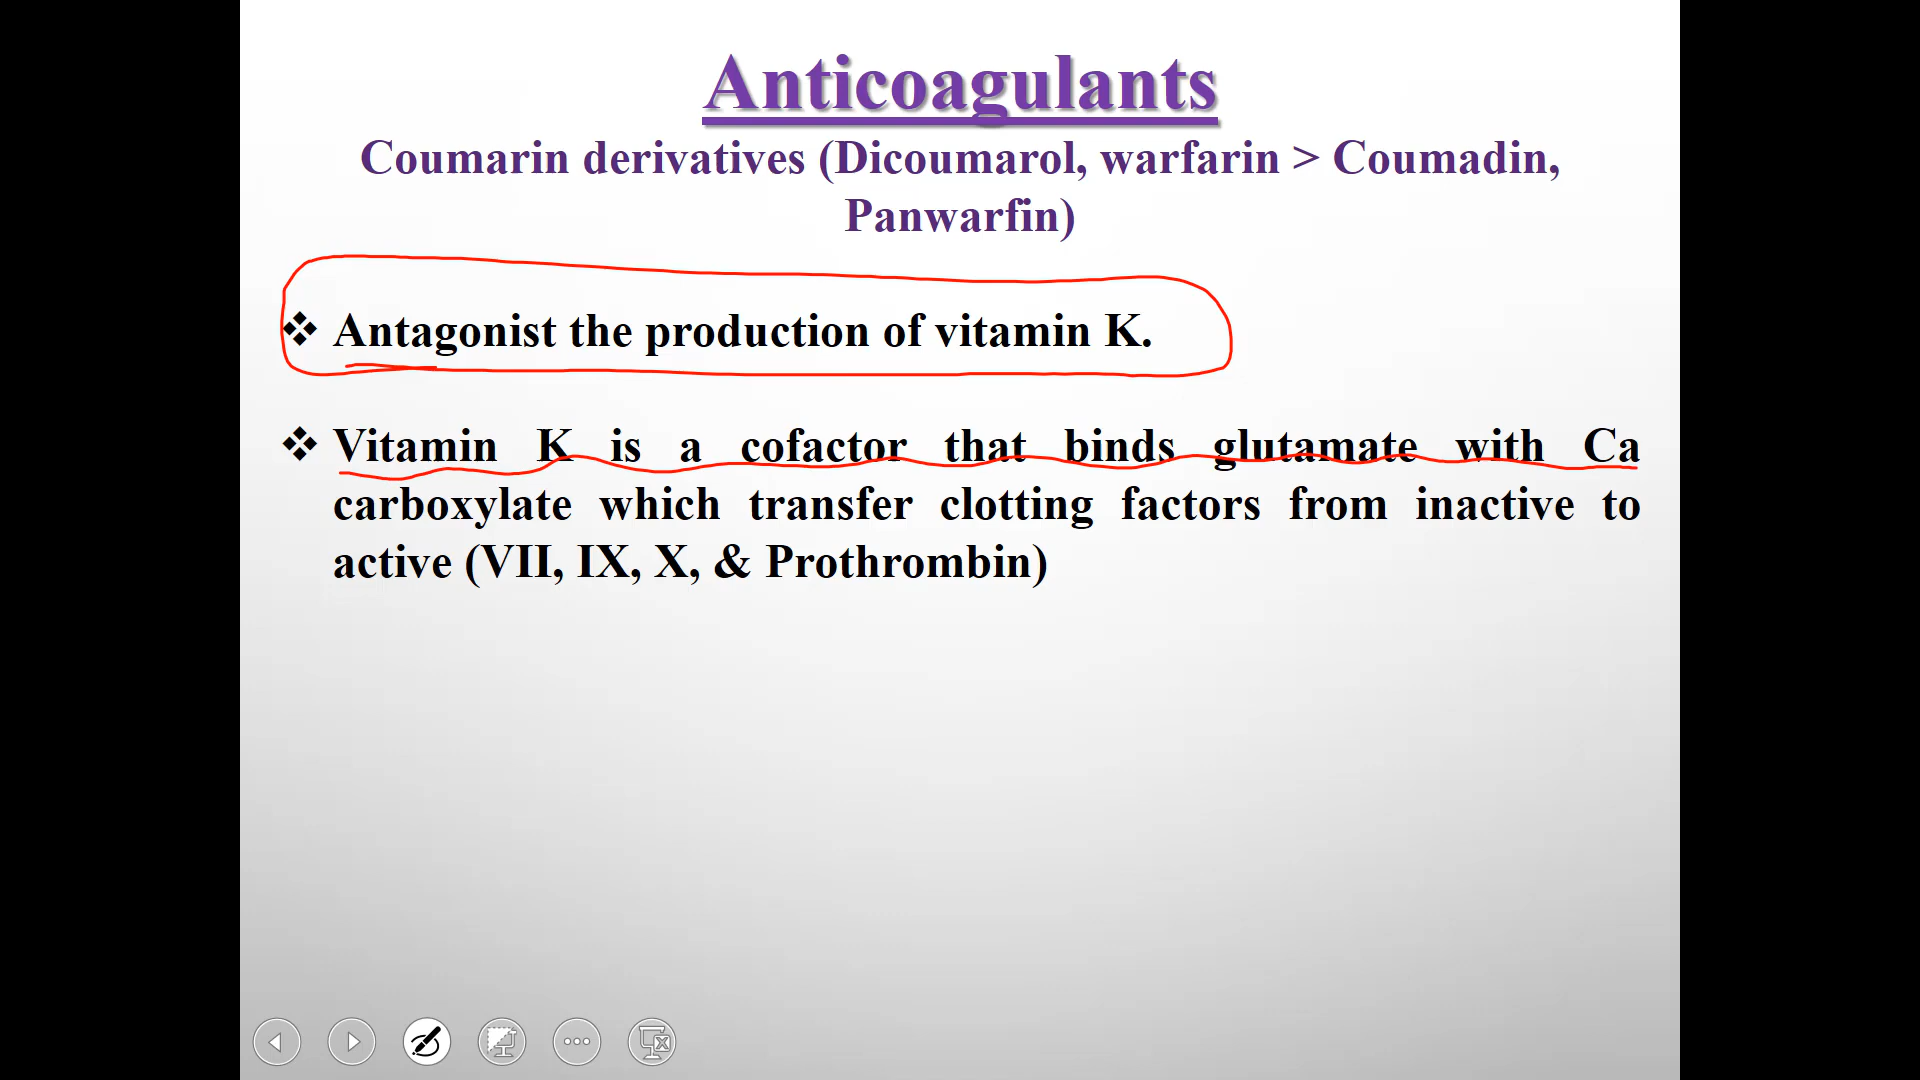 Anticoagulants
Coumarin derivatives (Dicoumarol, warfarin > Coumadin,
Panwarfin)
❖ Antagonist the production of vitamin K.
❖ Vitamin K is a cofactor that binds glutamate with Ca
carboxylate which transfer clotting factors from inactive to
active (VII, IX, X, & Prothrombin)